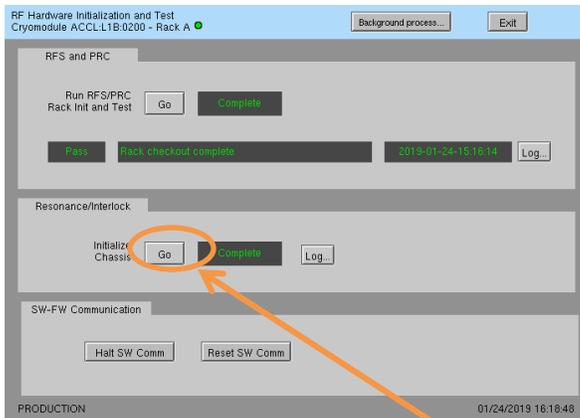 RF Hardware Initialization and Test
Cryomodule ACCL:L1B:0200 - Rack A
Background process...
Exit
RFS and PRC
Run RFS/PRC
Rack Init and Test
Go
Complete
Pass
Rack checkout complete
2019-01-24-15:16:14
Log...
Resonance/Interlock
Initialize
Chassis
Go
Complete
Log...
SW-FW Communication
Halt SW Comm
Reset SW Comm
PRODUCTION
01/24/2019 16:18:48